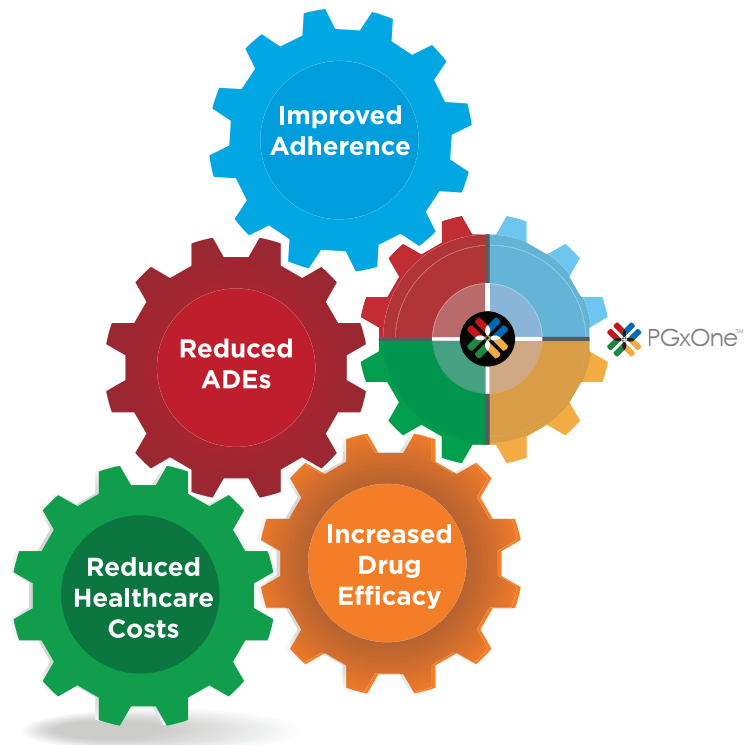 Improved
Adherence
PGxOne™
Reduced
ADEs
Increased
Drug
Efficacy
Reduced
Healthcare
Costs